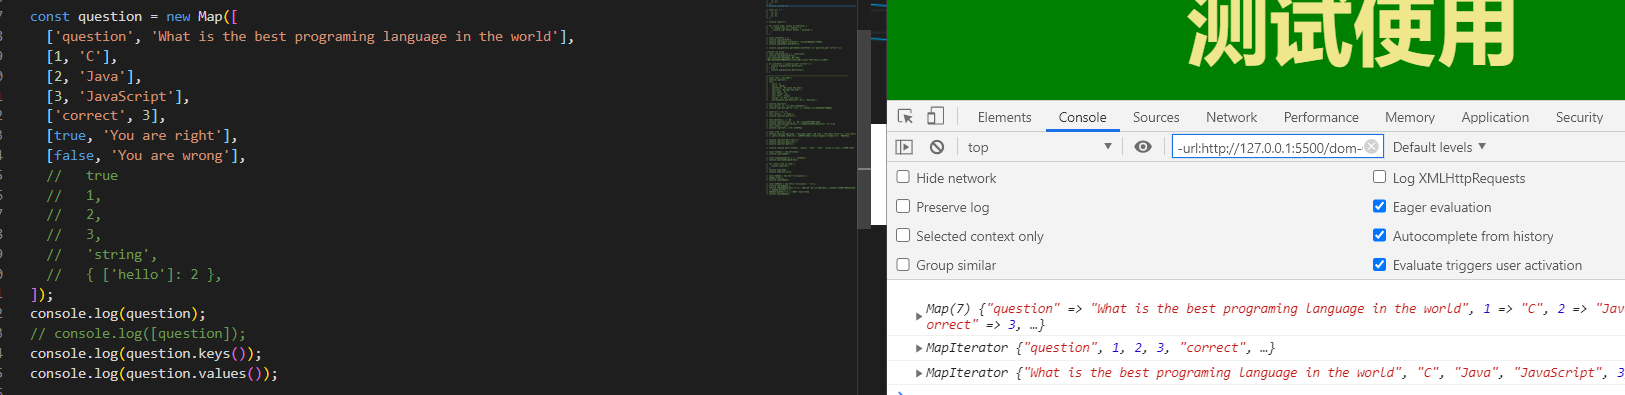 const question = new Map([
['question', 'What is the best programing language in the world'],
[1, 'C'],
[2, 'Java'],
[3, 'JavaScript'],
['correct', 3],
[true, 'You are right'],
[false, 'You are wrong'],
//   true
//   1,
//   2,
//   3,
//   'string',
//   { ['hello']: 2 },
]);
console.log(question);
// console.log([question]);
console.log(question.keys());
console.log(question.values());
测试使用
Elements Console Sources Network Performance Memory Application Security
top -url:http://127.0.0.1:5500/dom- Default levels
Hide network Log XMLHttpRequests
Preserve log Eager evaluation
Selected context only Autocomplete from history
Group similar Evaluate triggers user activation
Map(7) {"question" => "What is the best programing language in the world", 1 => "C", 2 => "Jav
orrect" => 3, …}
MapIterator {"question", 1, 2, 3, "correct", …}
MapIterator {"What is the best programing language in the world", "C", "Java", "JavaScript", 3